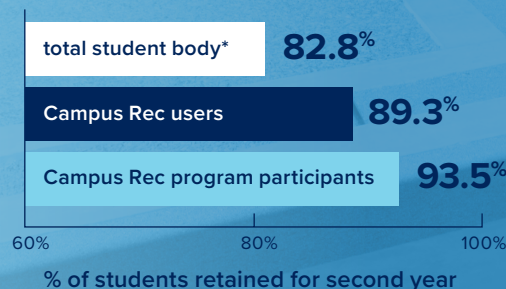 total student body* 82.8%
Campus Rec users 89.3%
Campus Rec program participants 93.5%
60% 80% 100%
% of students retained for second year